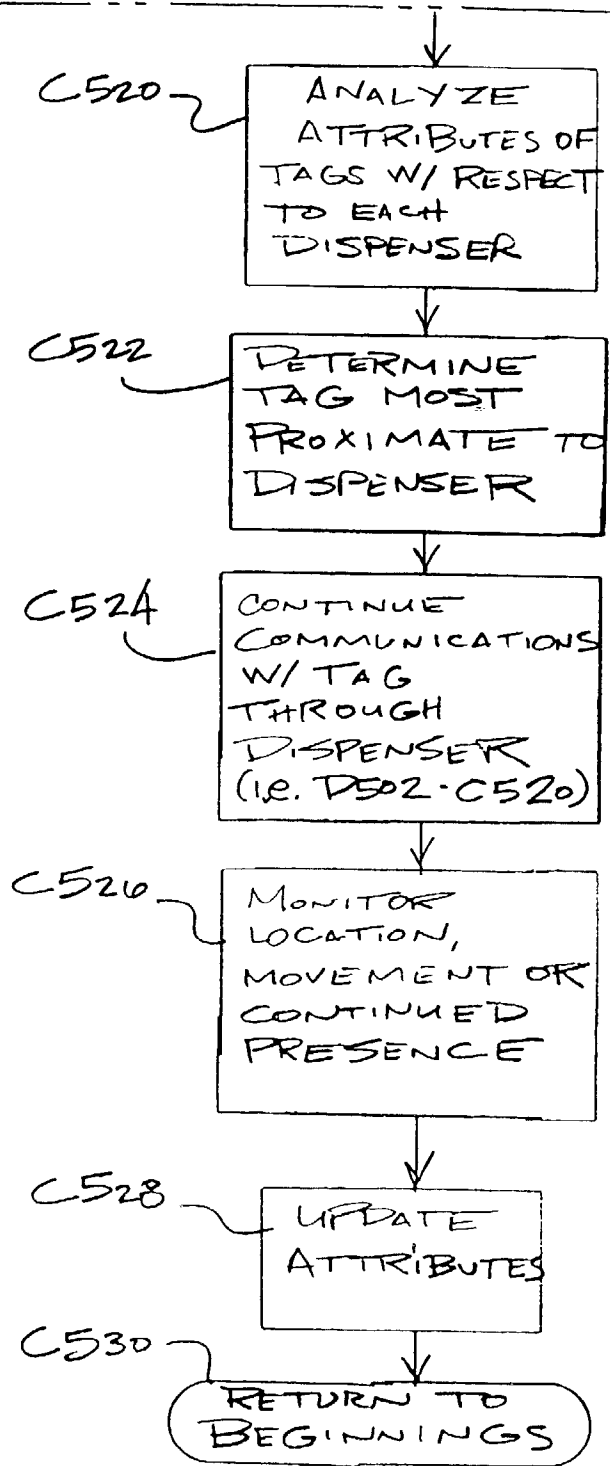 C520
ANALYZE
ATTRIBUTES OF
TAGS W/ RESPECT
TO EACH
DISPENSER
C522
DETERMINE
TAG MOST
PROXIMATE TO
DISPENSER
C524
CONTINUE
COMMUNICATIONS
W/ TAG
THROUGH
DISPENSER
(i.e. D502-C520)
C526
MONITOR
LOCATION,
MOVEMENT OR
CONTINUED
PRESENCE
C528
UPDATE
ATTRIBUTES
C530
RETURN TO
BEGINNINGS